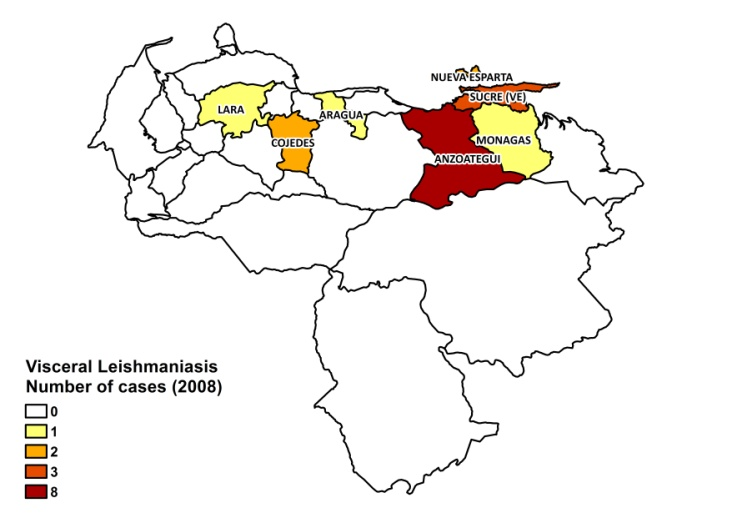 NUEVA ESPARTA
SUCRE (VE)
LARA
ARAGUA
COJEDES
MONAGAS
ANZOATEGUI
Visceral Leishmaniasis
Number of cases (2008)
0
1
2
3
8